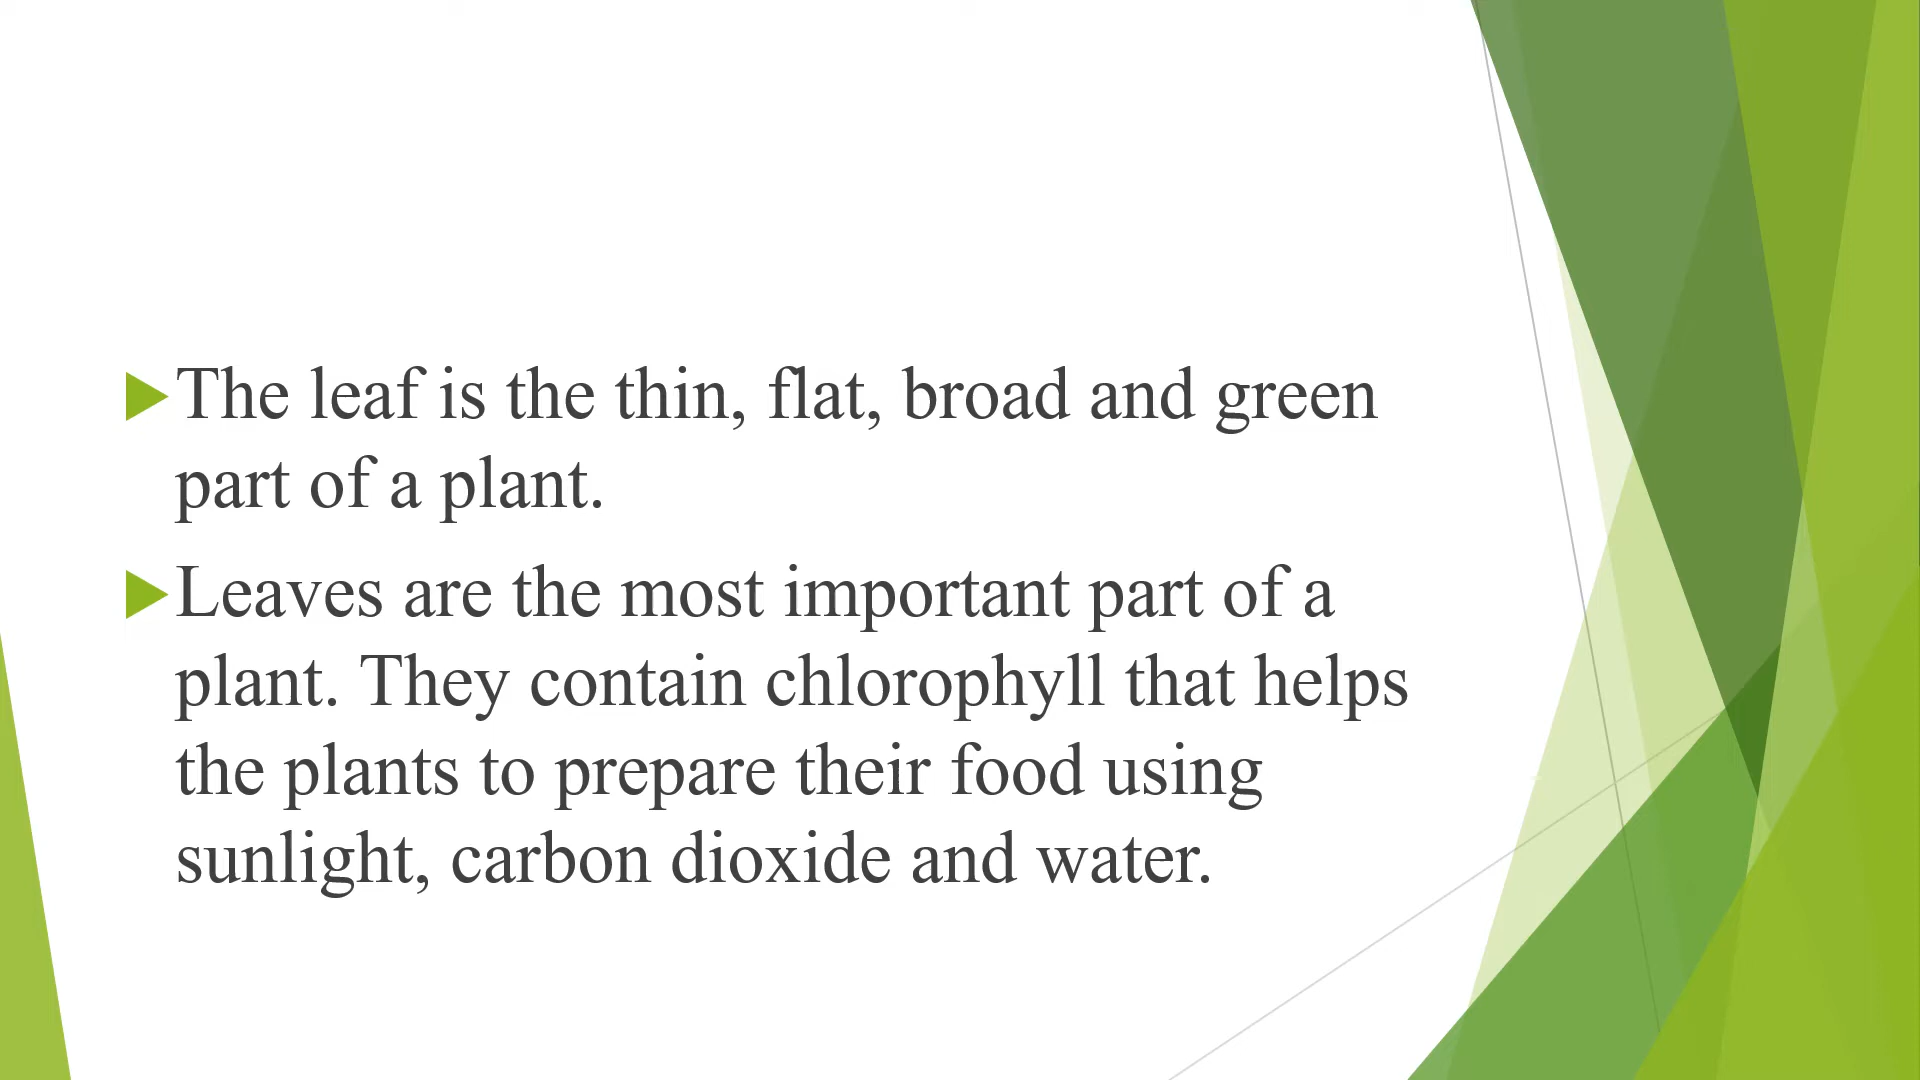 The leaf is the thin, flat, broad and green
part of a plant.
Leaves are the most important part of a
plant. They contain chlorophyll that helps
the plants to prepare their food using
sunlight, carbon dioxide and water.